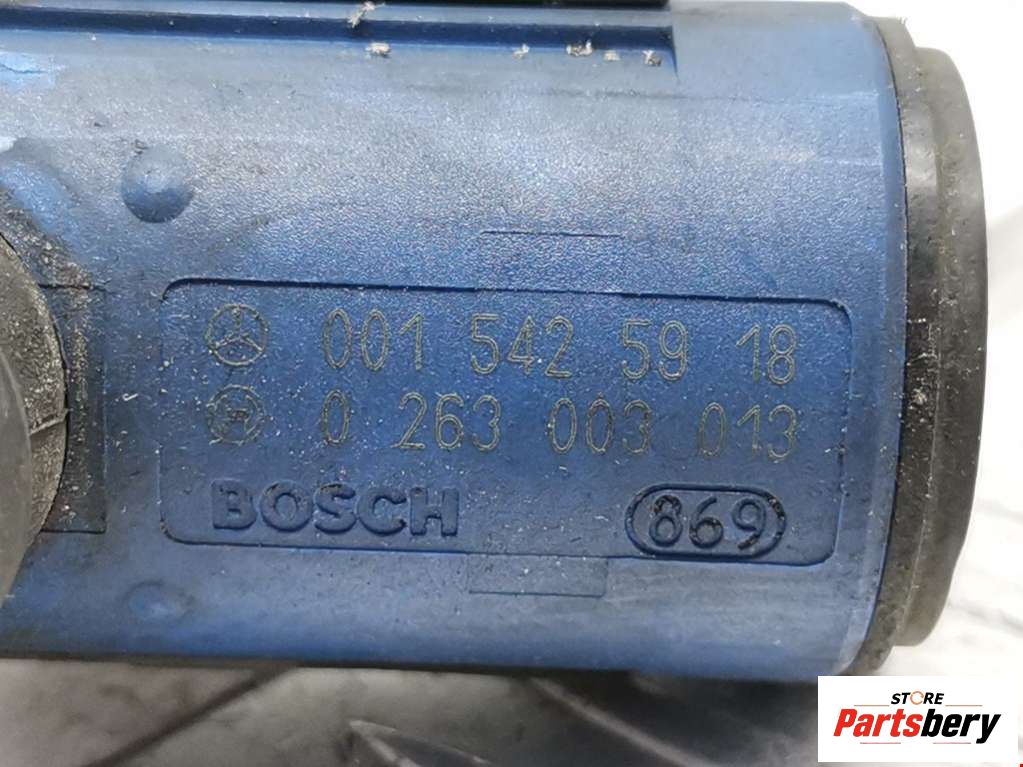 001 542 59 18
0 263 003 013
BOSCH 869
STORE
Partsbery